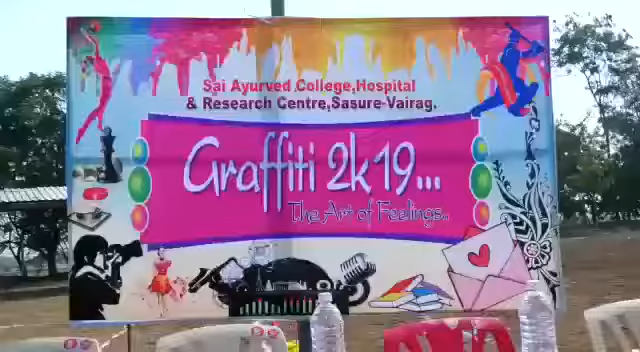 Sai Ayurved College,Hospital
& Research Centre,Sasure-Vairag.
Graffiti 2k19...
The Art of Feelings..